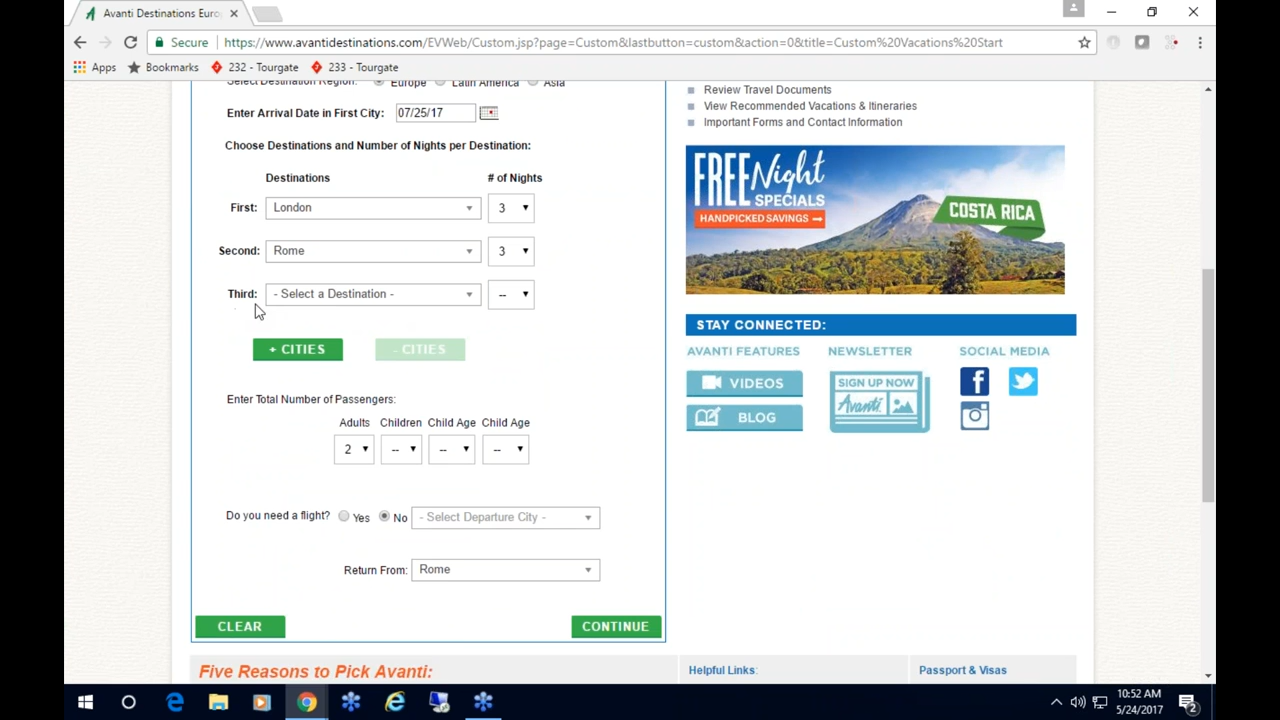 Avanti Destinations Euro
Secure
https://www.avantidestinations.com/EVWeb/Custom.jsp?page=Custom&lastbutton=custom&action=0&title=Custom%20Vacations%20Start
Apps Bookmarks 232 - Tourgate 233 - Tourgate
Select Destination Region: Europe Latin America Asia
Enter Arrival Date in First City: 07/25/17
Choose Destinations and Number of Nights per Destination:
Destinations # of Nights
First: London 3
Second: Rome 3
Third: - Select a Destination - --
+ CITIES - CITIES
Enter Total Number of Passengers:
Adults Children Child Age Child Age
2 -- -- --
Do you need a flight? Yes No - Select Departure City -
Return From: Rome
CLEAR CONTINUE
Five Reasons to Pick Avanti:
Review Travel Documents
View Recommended Vacations & Itineraries
Important Forms and Contact Information
FREE Night
SPECIALS
HANDPICKED SAVINGS
COSTA RICA
STAY CONNECTED:
AVANTI FEATURES NEWSLETTER SOCIAL MEDIA
VIDEOS
BLOG
SIGN UP NOW
Avanti
Helpful Links: Passport & Visas
10:52 AM
5/24/2017
2